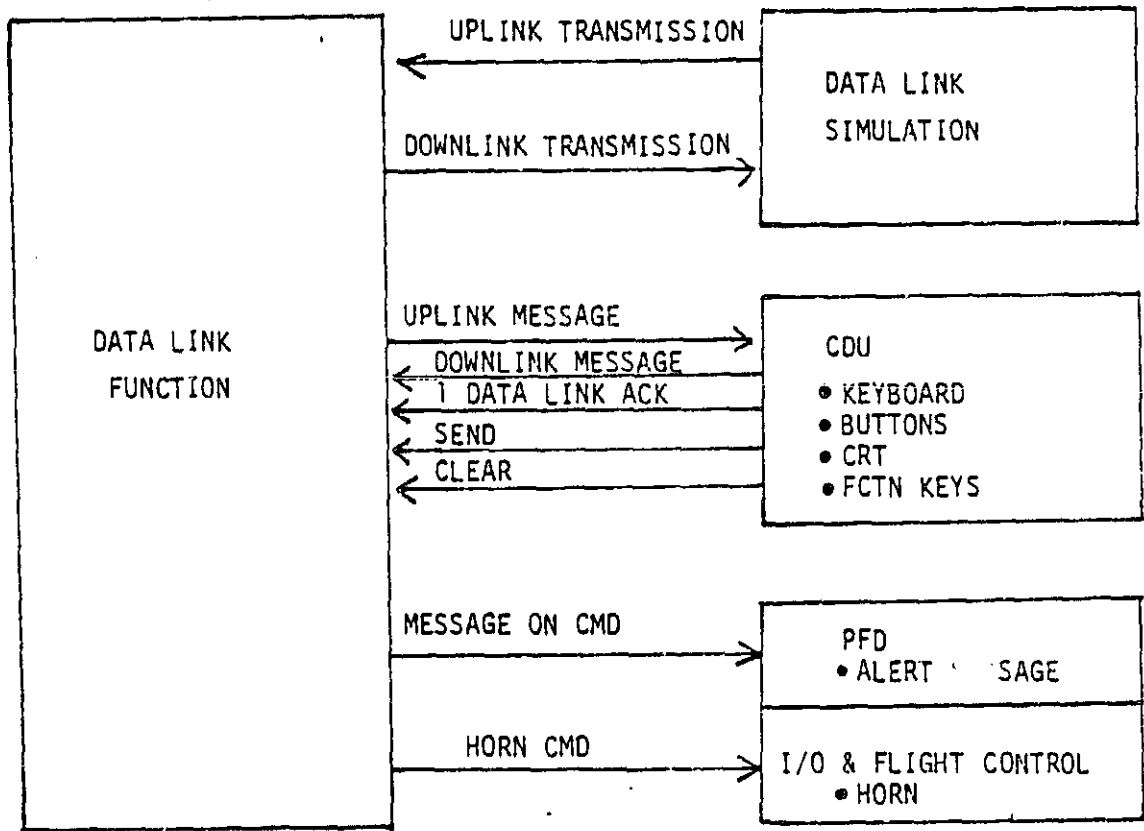 UPLINK TRANSMISSION
DATA LINK
SIMULATION
DOWNLINK TRANSMISSION
DATA LINK
FUNCTION
UPLINK MESSAGE
DOWNLINK MESSAGE
DATA LINK ACK
SEND
CLEAR
CDU
• KEYBOARD
• BUTTONS
• CRT
• FCTN KEYS
MESSAGE ON CMD
PFD
• ALERT SAGE
HORN CMD
I/O & FLIGHT CONTROL
• HORN